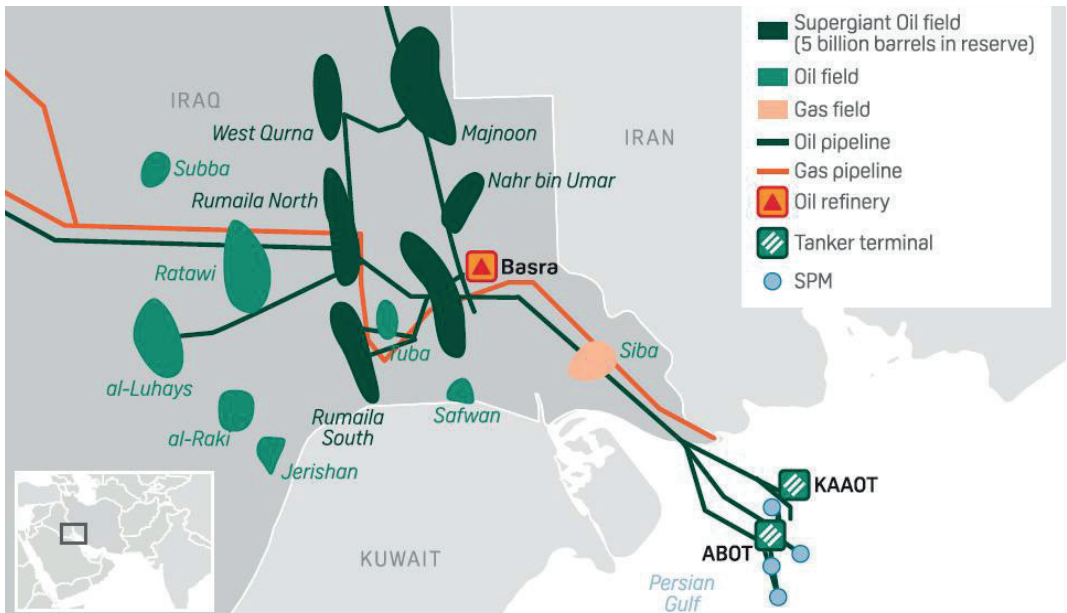 Supergiant Oil field
(5 billion barrels in reserve)
Oil field
Gas field
Oil pipeline
Gas pipeline
Oil refinery
Tanker terminal
SPM
IRAQ
IRAN
West Qurna
Majnoon
Subba
Rumaila North
Nahr bin Umar
Ratawi
Basra
Tuba
Siba
al-Luhays
Rumaila
South
Safwan
al-Raki
Jerishan
KAAOT
ABOT
KUWAIT
Persian
Gulf